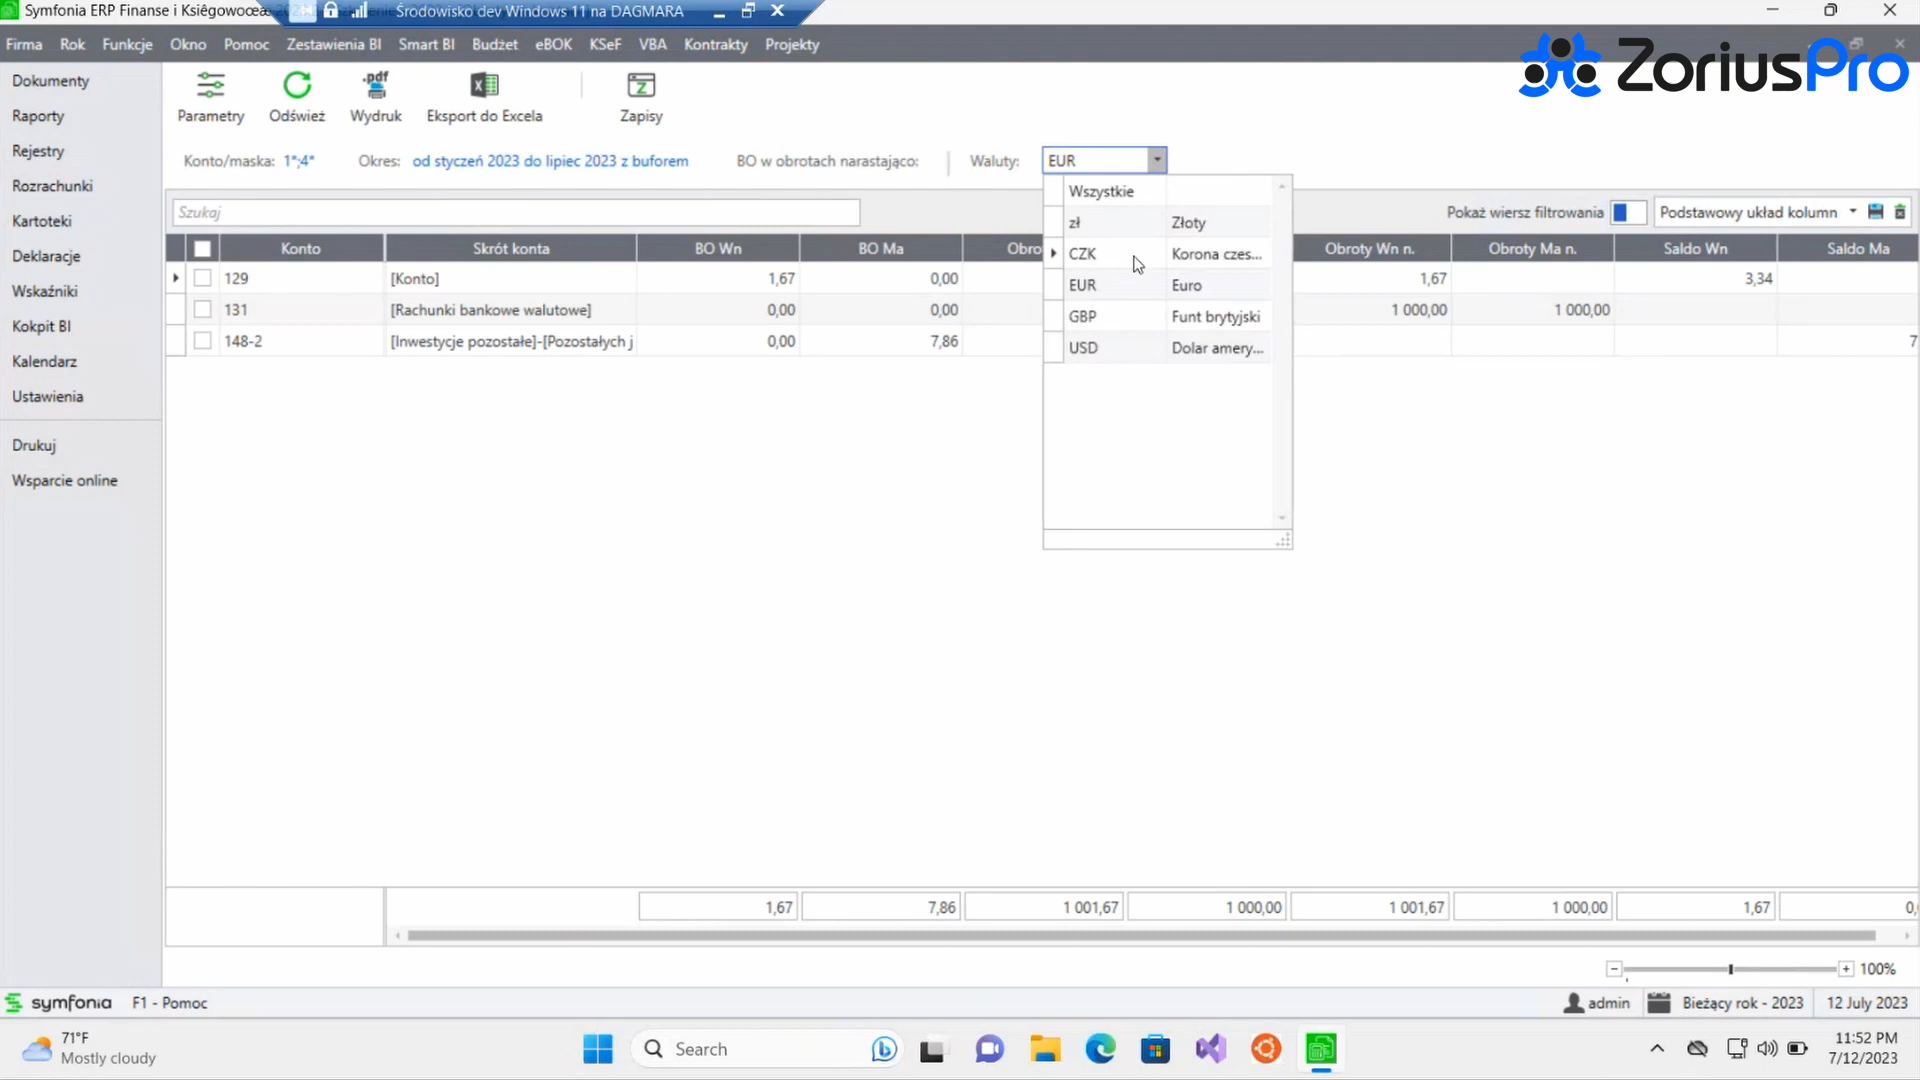 Symfonia ERP Finanse i Ksiêgowoœæ
Środowisko dev Windows 11 na DAGMARA
Firma Rok Funkcje Okno Pomoc Zestawienia BI Smart BI Budżet eBOK KSeF VBA Kontrakty Projekty
ZoriusPro
Dokumenty
Raporty
Rejestry
Rozrachunki
Kartoteki
Deklaracje
Wskaźniki
Kokpit BI
Kalendarz
Ustawienia
Drukuj
Wsparcie online
.pdf
Parametry Odśwież Wydruk Eksport do Excela Zapisy
Konto/maska: 1*;4* Okres: od styczeń 2023 do lipiec 2023 z buforem BO w obrotach narastająco: Waluty: EUR
Wszystkie
zł Złoty
CZK Korona czes...
EUR Euro
GBP Funt brytyjski
USD Dolar amery...
Szukaj
Pokaż wiersz filtrowania Podstawowy układ kolumn
Konto Skrót konta BO Wn BO Ma Obro Obroty Wn n. Obroty Ma n. Saldo Wn Saldo Ma
129 [Konto] 1,67 0,00 1,67 3,34
131 [Rachunki bankowe walutowe] 0,00 0,00 1 000,00 1 000,00
148-2 [Inwestycje pozostałe]-[Pozostałych j 0,00 7,86 7
1,67 7,86 1 001,67 1 000,00 1 001,67 1 000,00 1,67 0,
100%
symfonia F1 - Pomoc
admin Bieżący rok - 2023 12 July 2023
71°F
Mostly cloudy
Search
11:52 PM
7/12/2023